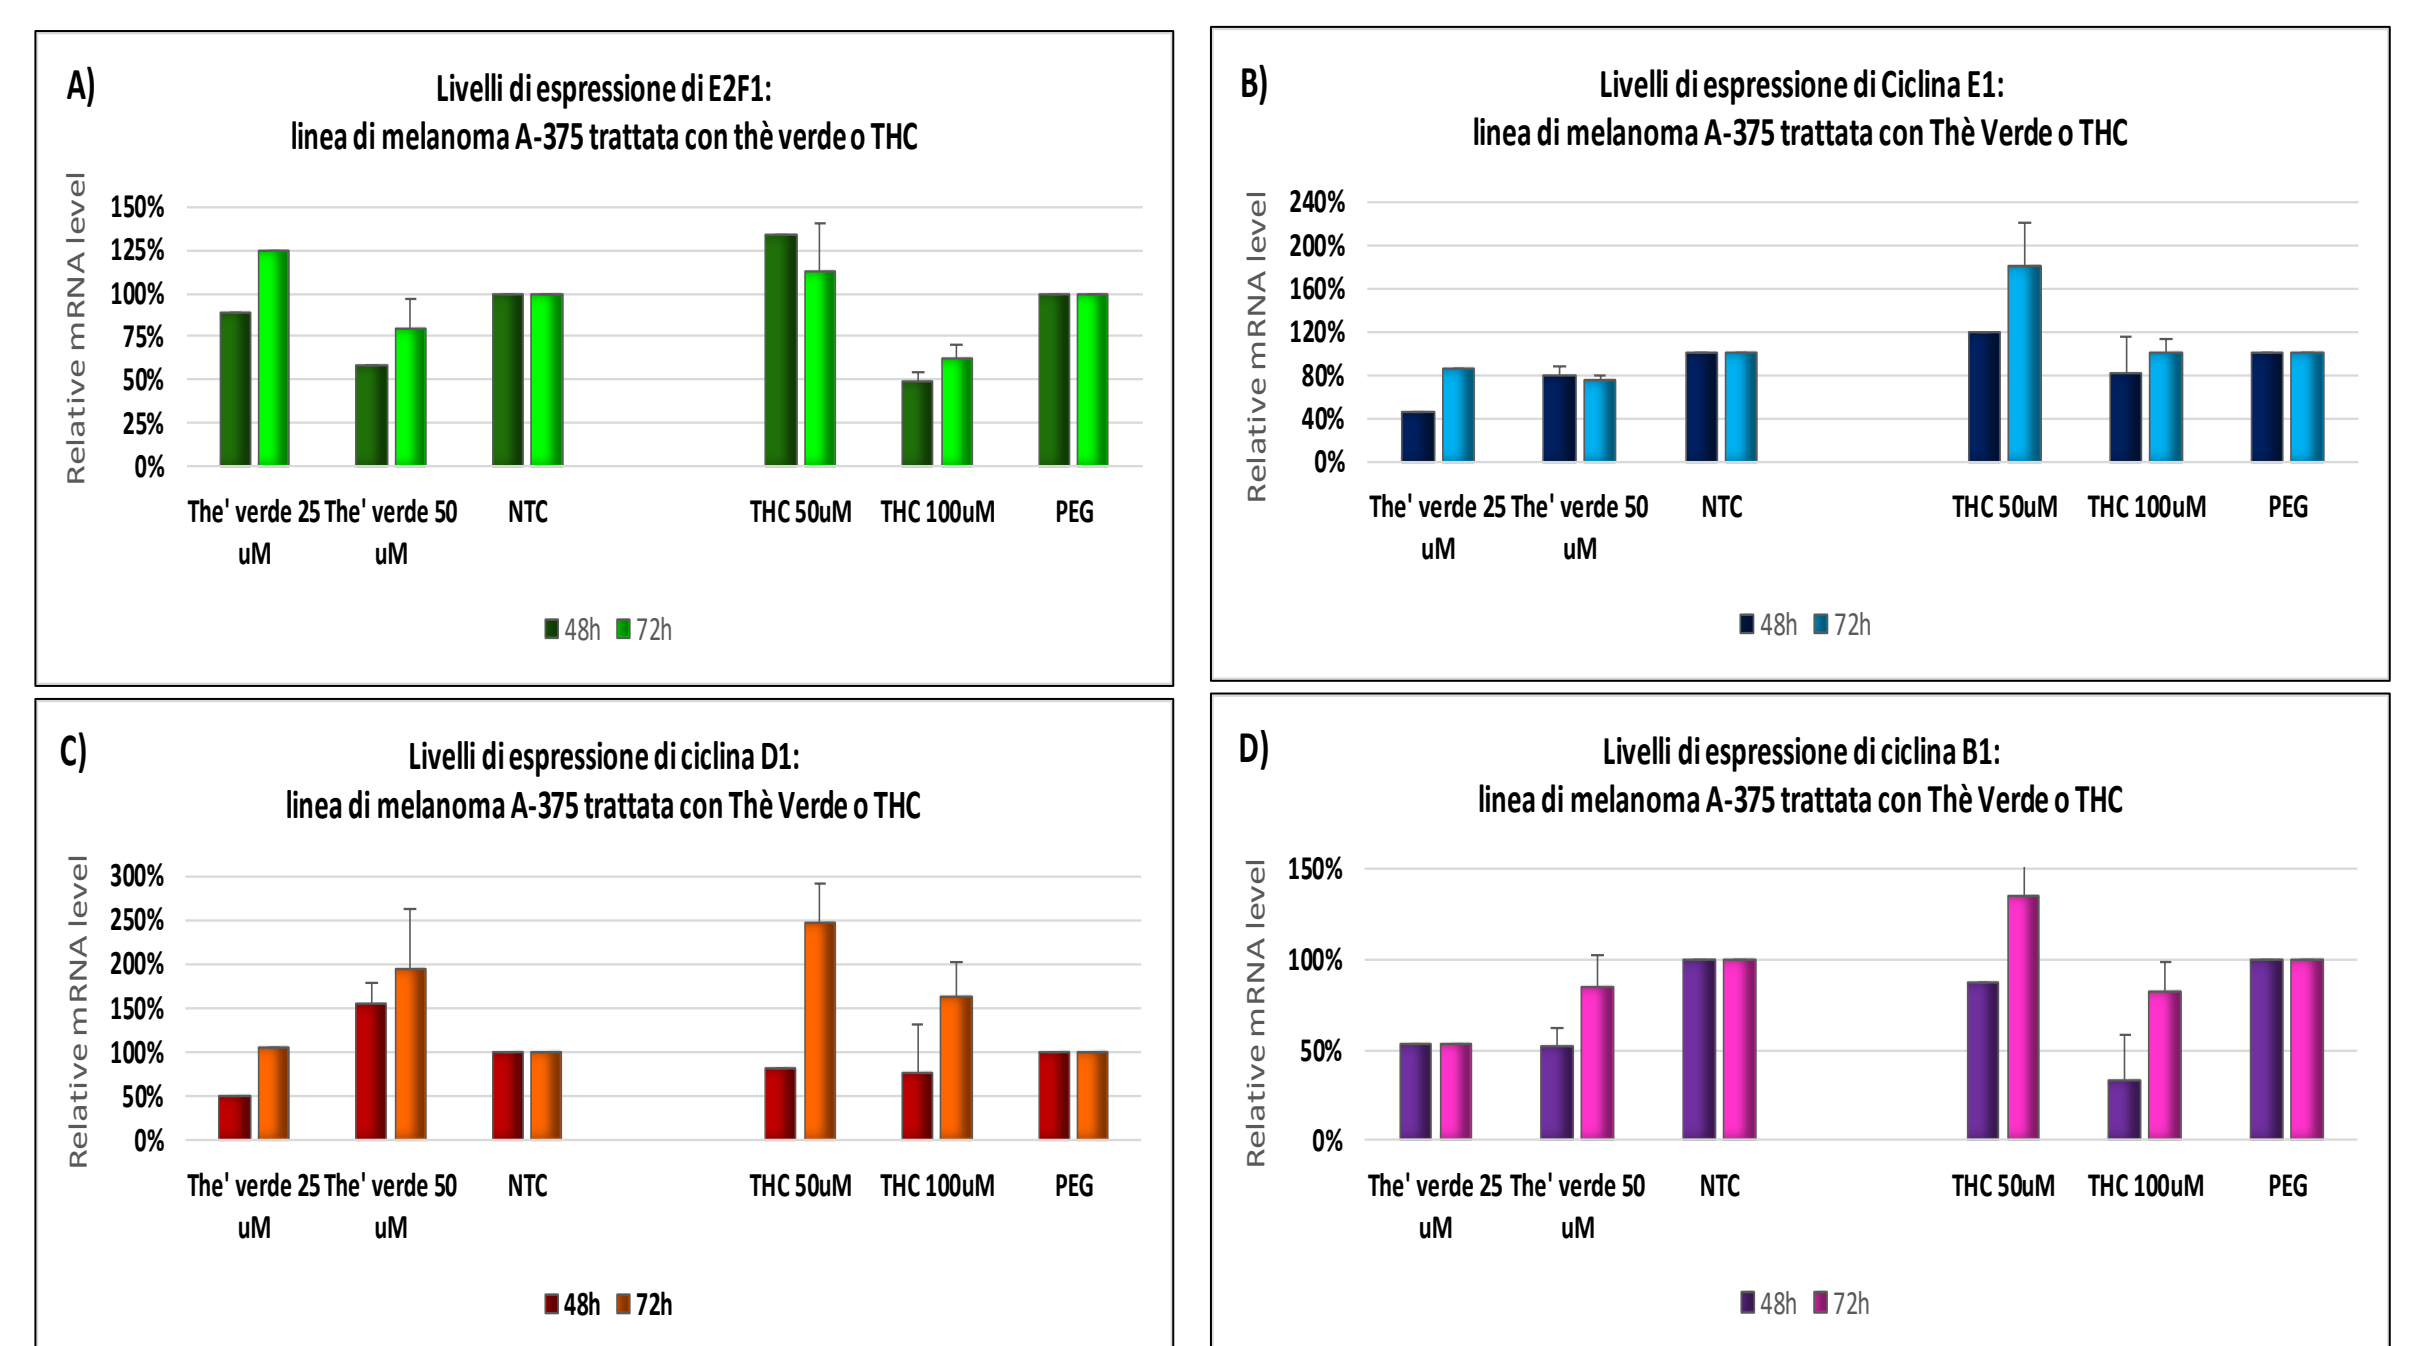 A)
Livelli di espressione di E2F1:
linea di melanoma A-375 trattata con thè verde o THC
Relative mRNA level
150%
125%
100%
75%
50%
25%
0%
The' verde 25 uM
The' verde 50 uM
NTC
THC 50uM
THC 100uM
PEG
48h 72h
B)
Livelli di espressione di Ciclina E1:
linea di melanoma A-375 trattata con Thè Verde o THC
Relative mRNA level
240%
200%
160%
120%
80%
40%
0%
The' verde 25 uM
The' verde 50 uM
NTC
THC 50uM
THC 100uM
PEG
48h 72h
C)
Livelli di espressione di ciclina D1:
linea di melanoma A-375 trattata con Thè Verde o THC
Relative mRNA level
300%
250%
200%
150%
100%
50%
0%
The' verde 25 uM
The' verde 50 uM
NTC
THC 50uM
THC 100uM
PEG
48h 72h
D)
Livelli di espressione di ciclina B1:
linea di melanoma A-375 trattata con Thè Verde o THC
Relative mRNA level
150%
100%
50%
0%
The' verde 25 uM
The' verde 50 uM
NTC
THC 50uM
THC 100uM
PEG
48h 72h